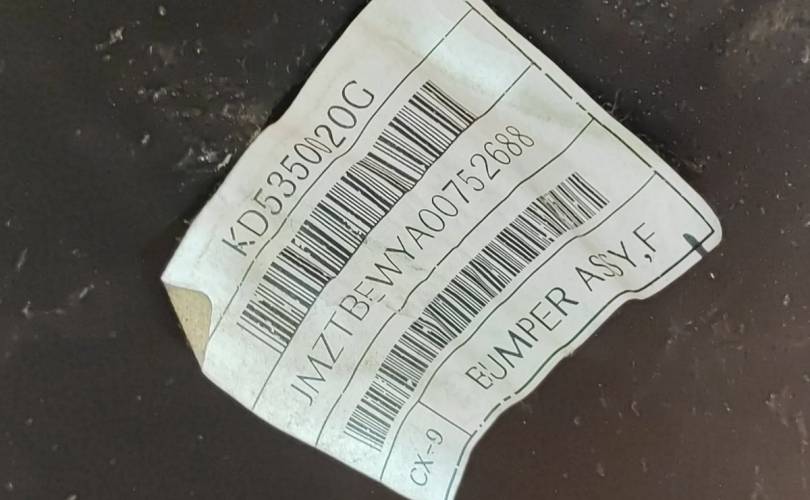 KD5350020G
JMZTBEWYA00752688
CX-9 BUMPER ASSY,F